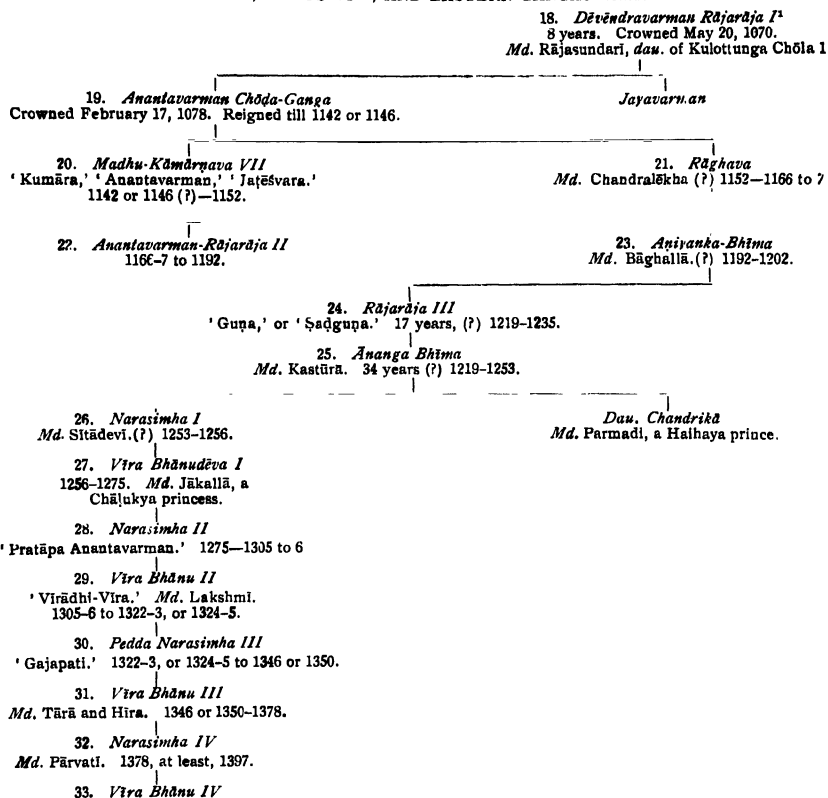 18. Dēvēndravarman Rājarāja I¹
8 years. Crowned May 20, 1070.
Md. Rājasundarī, dau. of Kulottunga Chōla 1
19. Anantavarman Chōḍa-Ganga
Crowned February 17, 1078. Reigned till 1142 or 1146.
Jayavarman
20. Madhu-Kāmārṇava VII
' Kumāra,' ' Anantavarman,' ' Jaṭēśvara.'
1142 or 1146 (?)—1152.
21. Rāghava
Md. Chandralēkha (?) 1152—1166 to 7
22. Anantavarman-Rājarāja II
1166-7 to 1192.
23. Aniyanka-Bhīma
Md. Bāghallā.(?) 1192-1202.
24. Rājarāja III
' Guṇa,' or ' Ṣaḍguṇa.' 17 years, (?) 1219-1235.
25. Ānanga Bhīma
Md. Kastūrā. 34 years (?) 1219-1253.
26. Narasimha I
Md. Sītādevī.(?) 1253-1256.
Dau. Chandrikā
Md. Parmadi, a Haihaya prince.
27. Vīra Bhānudēva I
1256-1275. Md. Jākallā, a
Chāḷukya princess.
28. Narasimha II
' Pratāpa Anantavarman.' 1275—1305 to 6
29. Vīra Bhānu II
' Vīrādhi-Vīra.' Md. Lakshmī.
1305-6 to 1322-3, or 1324-5.
30. Pedda Narasimha III
' Gajapati.' 1322-3, or 1324-5 to 1346 or 1350.
31. Vīra Bhānu III
Md. Tārā and Hīra. 1346 or 1350-1378.
32. Narasimha IV
Md. Pārvatī. 1378, at least, 1397.
33. Vīra Bhānu IV